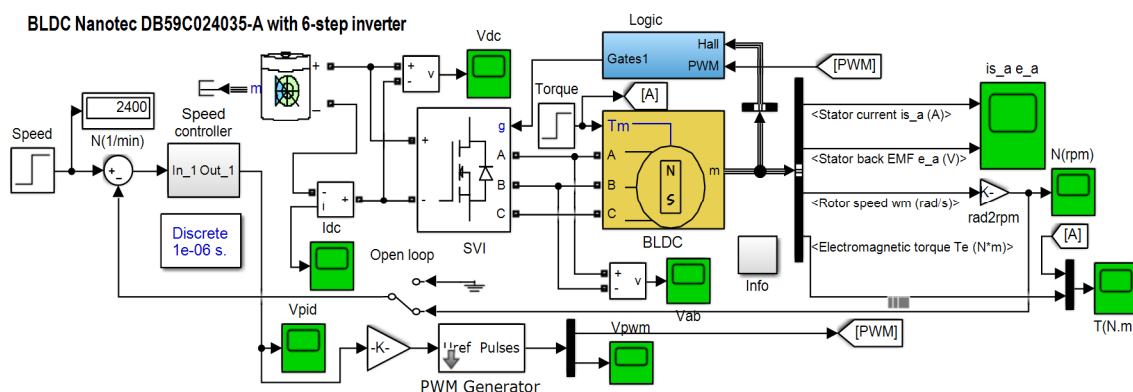 BLDC Nanotec DB59C024035-A with 6-step inverter
Logic
Vdc
Hall
Gates1
PWM
[PWM]
is_a e_a
+
−
m
+
-
v
Torque
[A]
<Stator current is_a (A)>
2400
N(1/min)
Speed
Speed
controller
In_1 Out_1
+
-
g
+
-
A
B
C
SVI
Tm
A
B
C
N
S
m
BLDC
<Stator back EMF e_a (V)>
N(rpm)
K-
rad2rpm
<Rotor speed wm (rad/s)>
<Electromagnetic torque Te (N*m)>
[A]
-
i
+
Idc
Discrete
1e-06 s.
Open loop
+
-
v
Vab
Info
T(N.m
Vpid
-K-
Uref Pulses
PWM Generator
Vpwm
[PWM]